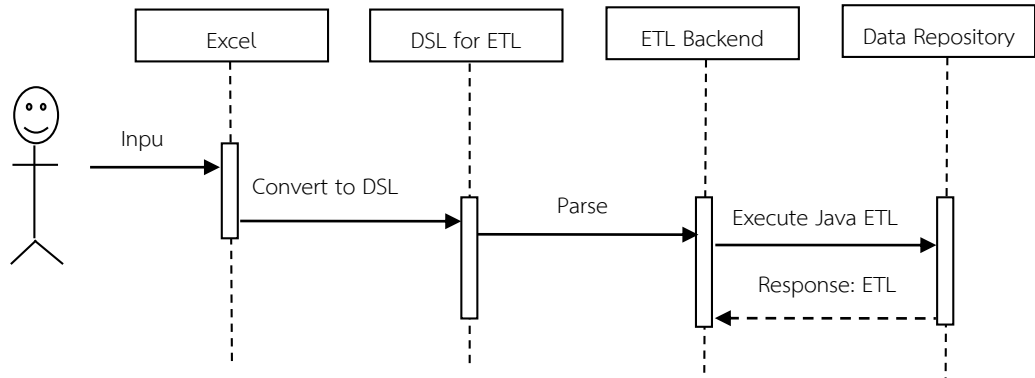 Excel
DSL for ETL
ETL Backend
Data Repository
Inpu
Convert to DSL
Parse
Execute Java ETL
Response: ETL